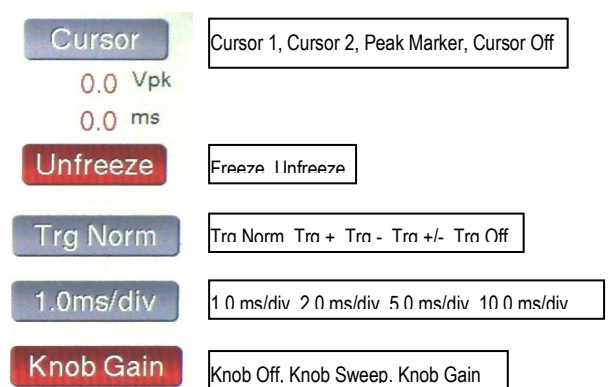 Cursor
Cursor 1, Cursor 2, Peak Marker, Cursor Off
0.0 Vpk
0.0 ms
Unfreeze
Freeze Unfreeze
Trg Norm
Trg Norm Trg + Trg - Trg +/- Trg Off
1.0ms/div
1.0 ms/div 2.0 ms/div 5.0 ms/div 10.0 ms/div
Knob Gain
Knob Off, Knob Sweep. Knob Gain